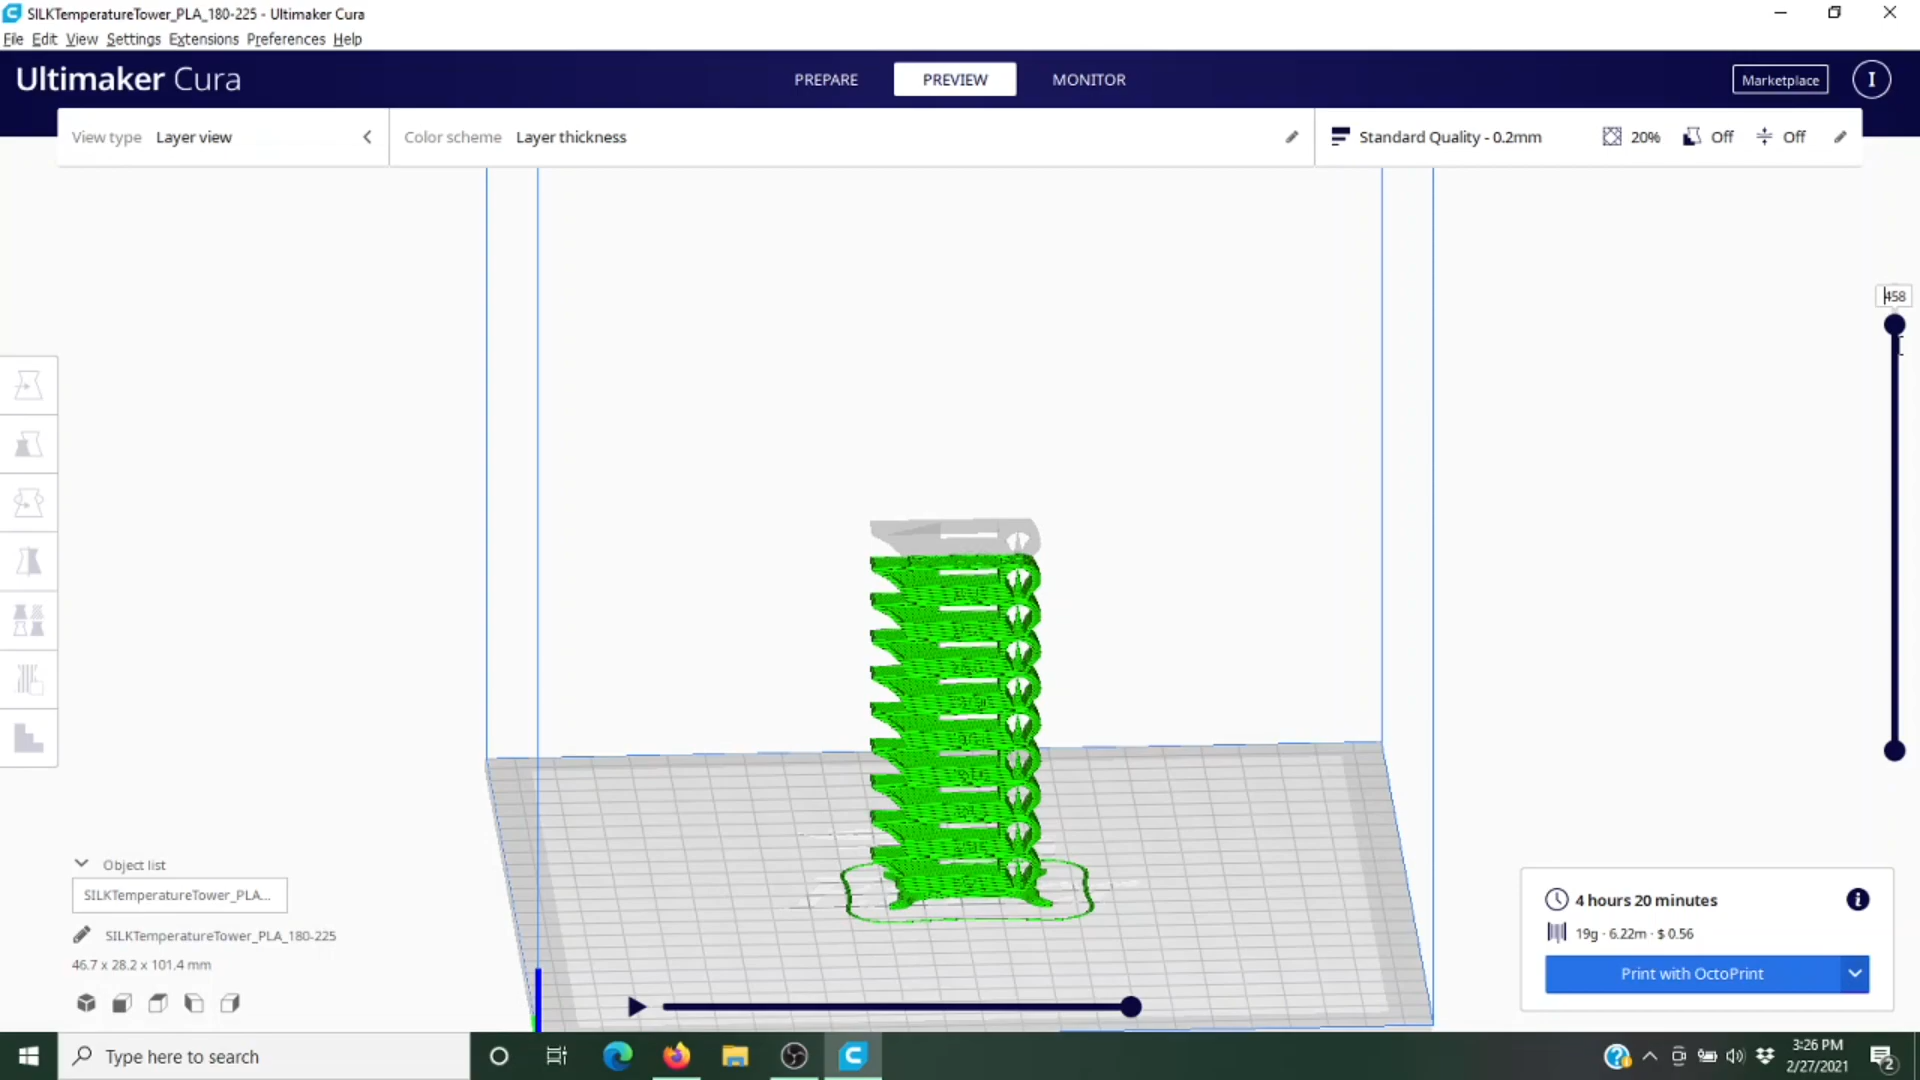 SILKTemperatureTower_PLA_180-225 - Ultimaker Cura
File Edit View Settings Extensions Preferences Help
Ultimaker Cura
PREPARE
PREVIEW
MONITOR
Marketplace
I
View type Layer view
Color scheme Layer thickness
Standard Quality - 0.2mm
20%
Off
Off
458
Object list
SILKTemperatureTower_PLA...
SILKTemperatureTower_PLA_180-225
46.7 x 28.2 x 101.4 mm
4 hours 20 minutes
19g · 6.22m · $ 0.56
Print with OctoPrint
Type here to search
3:26 PM
2/27/2021
2